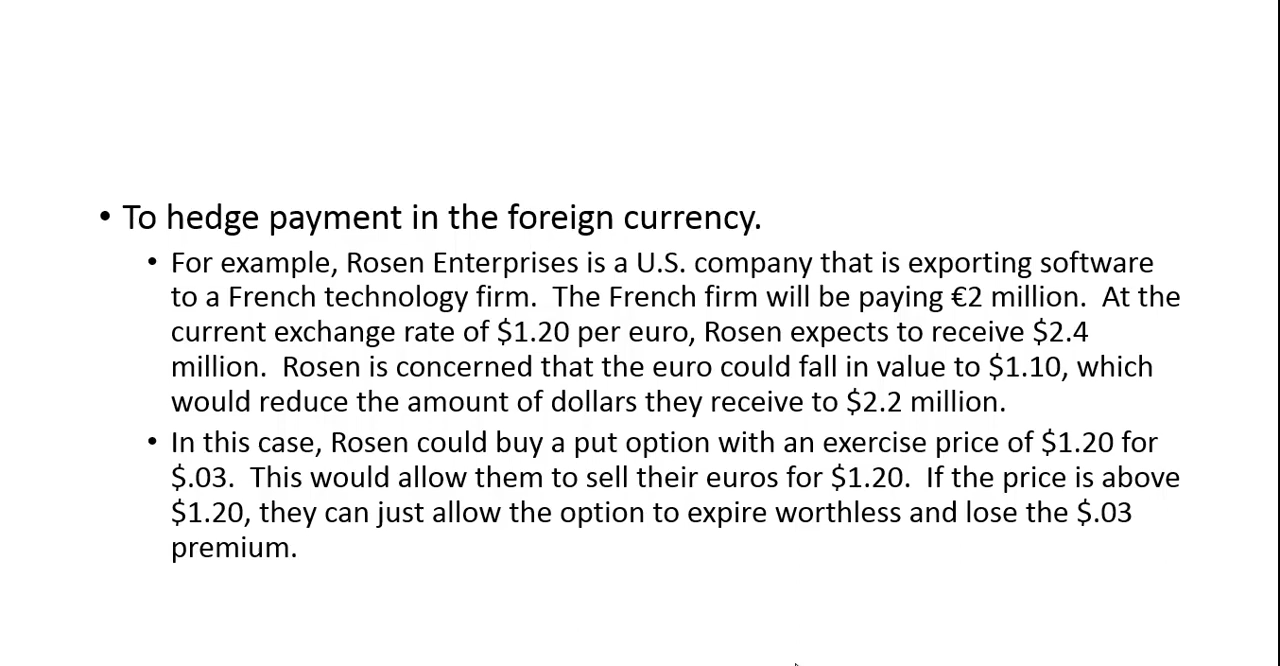 • To hedge payment in the foreign currency.
• For example, Rosen Enterprises is a U.S. company that is exporting software
to a French technology firm.  The French firm will be paying €2 million.  At the
current exchange rate of $1.20 per euro, Rosen expects to receive $2.4
million.  Rosen is concerned that the euro could fall in value to $1.10, which
would reduce the amount of dollars they receive to $2.2 million.
• In this case, Rosen could buy a put option with an exercise price of $1.20 for
$.03.  This would allow them to sell their euros for $1.20.  If the price is above
$1.20, they can just allow the option to expire worthless and lose the $.03
premium.